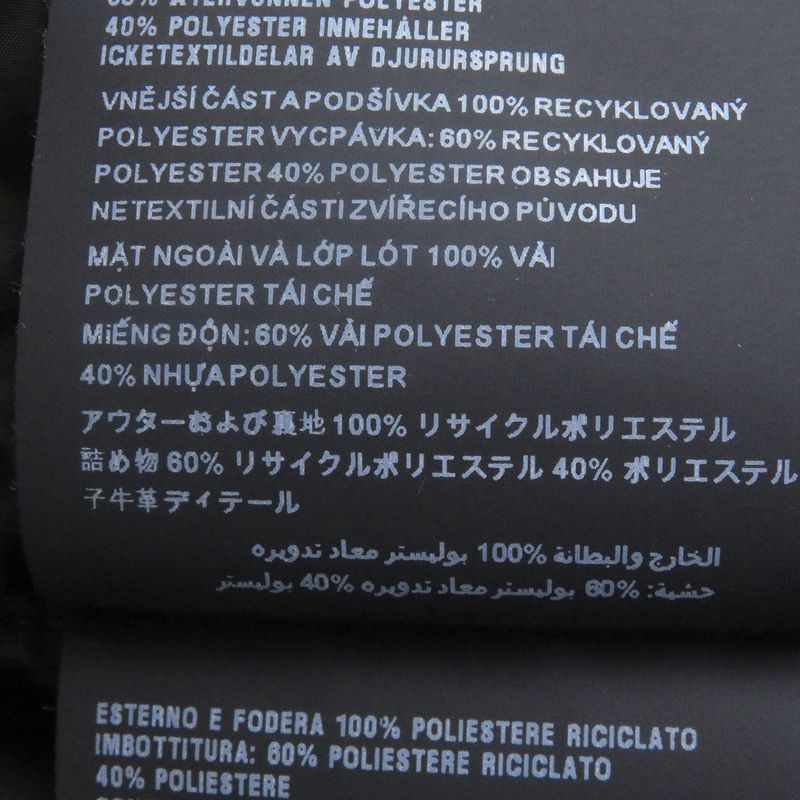 60% ÅTERVUNNEN POLYESTER
40% POLYESTER INNEHÅLLER
ICKETEXTILDELAR AV DJURURSPRUNG
VNĚJŠÍ ČÁST A PODŠÍVKA 100% RECYKLOVANÝ
POLYESTER VYCPÁVKA: 60% RECYKLOVANÝ
POLYESTER 40% POLYESTER OBSAHUJE
NETEXTILNÍ ČÁSTI ZVÍŘECÍHO PŮVODU
MẶT NGOÀI VÀ LỚP LÓT 100% VẢI
POLYESTER TÁI CHẾ
MIẾNG ĐỘN: 60% VẢI POLYESTER TÁI CHẾ
40% NHỰA POLYESTER
アウターおよび裏地 100% リサイクルポリエステル
詰め物 60% リサイクルポリエステル 40% ポリエステル
子牛革ディテール
الخارج والبطانة %100 بوليستر معاد تدويره
حشية: %60 بوليستر معاد تدويره %40 بوليستر
ESTERNO E FODERA 100% POLIESTERE RICICLATO
IMBOTTITURA: 60% POLIESTERE RICICLATO
40% POLIESTERE